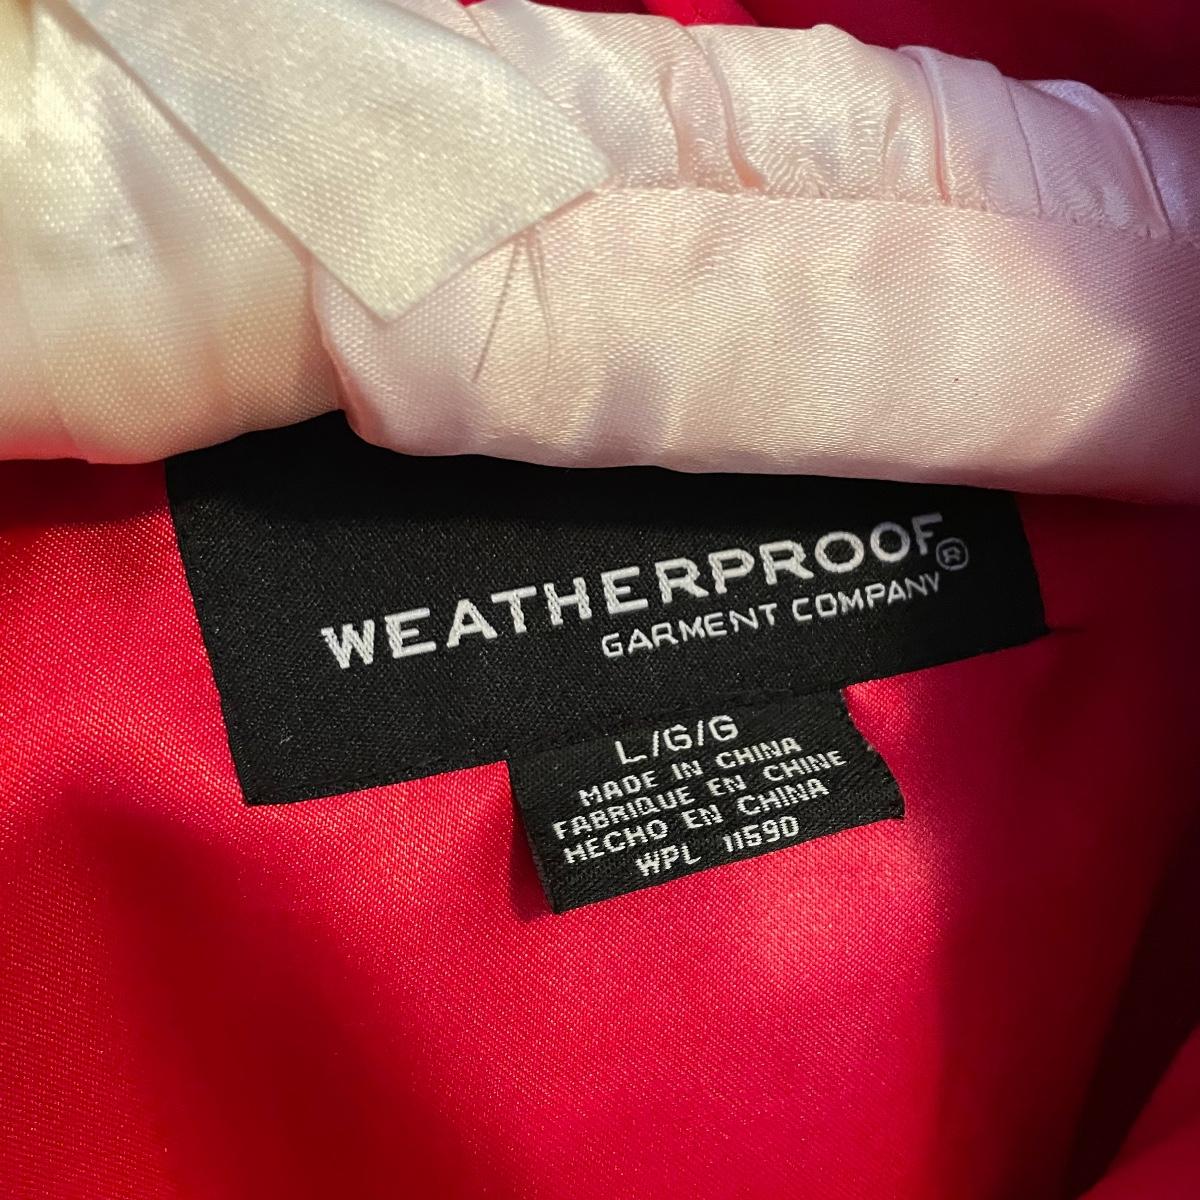 WEATHERPROOF®
GARMENT COMPANY
L/G/G
MADE IN CHINA
FABRIQUE EN CHINE
HECHO EN CHINA
WPL 11590